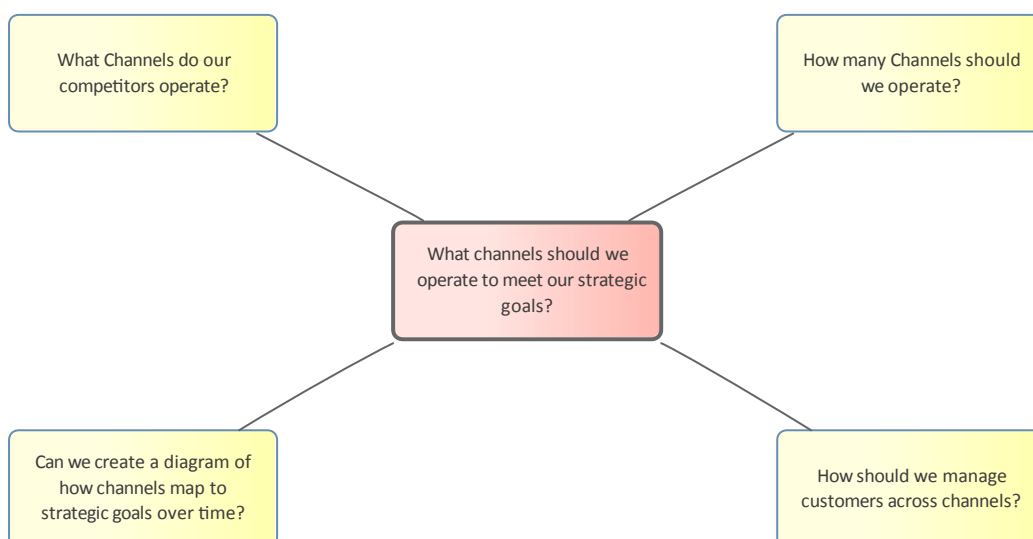 What Channels do our
competitors operate?
How many Channels should
we operate?
What channels should we
operate to meet our strategic
goals?
Can we create a diagram of
how channels map to
strategic goals over time?
How should we manage
customers across channels?